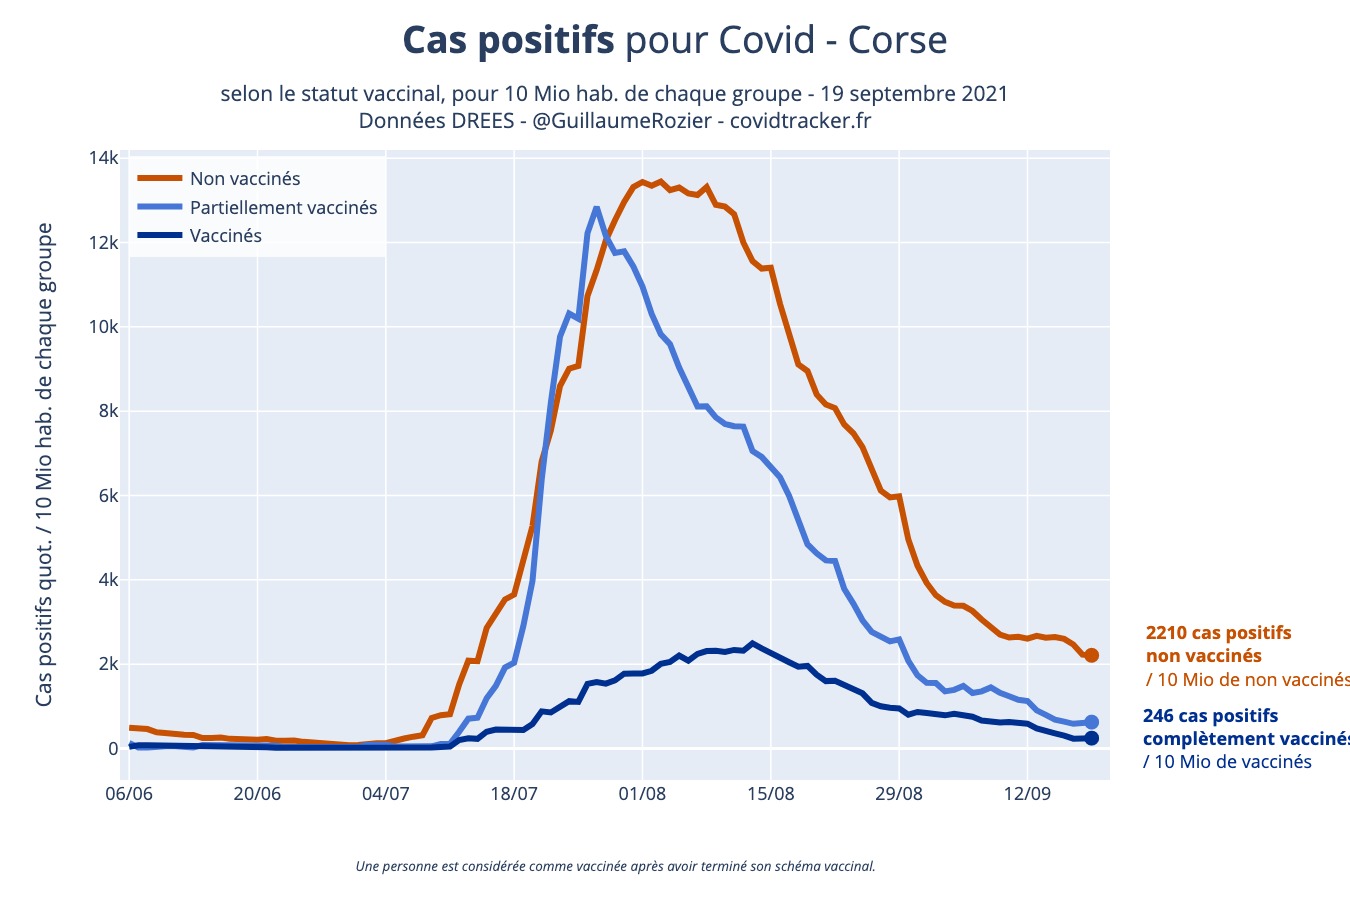 Cas positifs pour Covid - Corse
selon le statut vaccinal, pour 10 Mio hab. de chaque groupe - 19 septembre 2021
Données DREES - @GuillaumeRozier - covidtracker.fr
Cas positifs quot. / 10 Mio hab. de chaque groupe
14k
12k
10k
8k
6k
4k
2k
0
Non vaccinés
Partiellement vaccinés
Vaccinés
06/06
20/06
04/07
18/07
01/08
15/08
29/08
12/09
2210 cas positifs
non vaccinés
/ 10 Mio de non vaccinés
246 cas positifs
complètement vaccinés
/ 10 Mio de vaccinés
Une personne est considérée comme vaccinée après avoir terminé son schéma vaccinal.